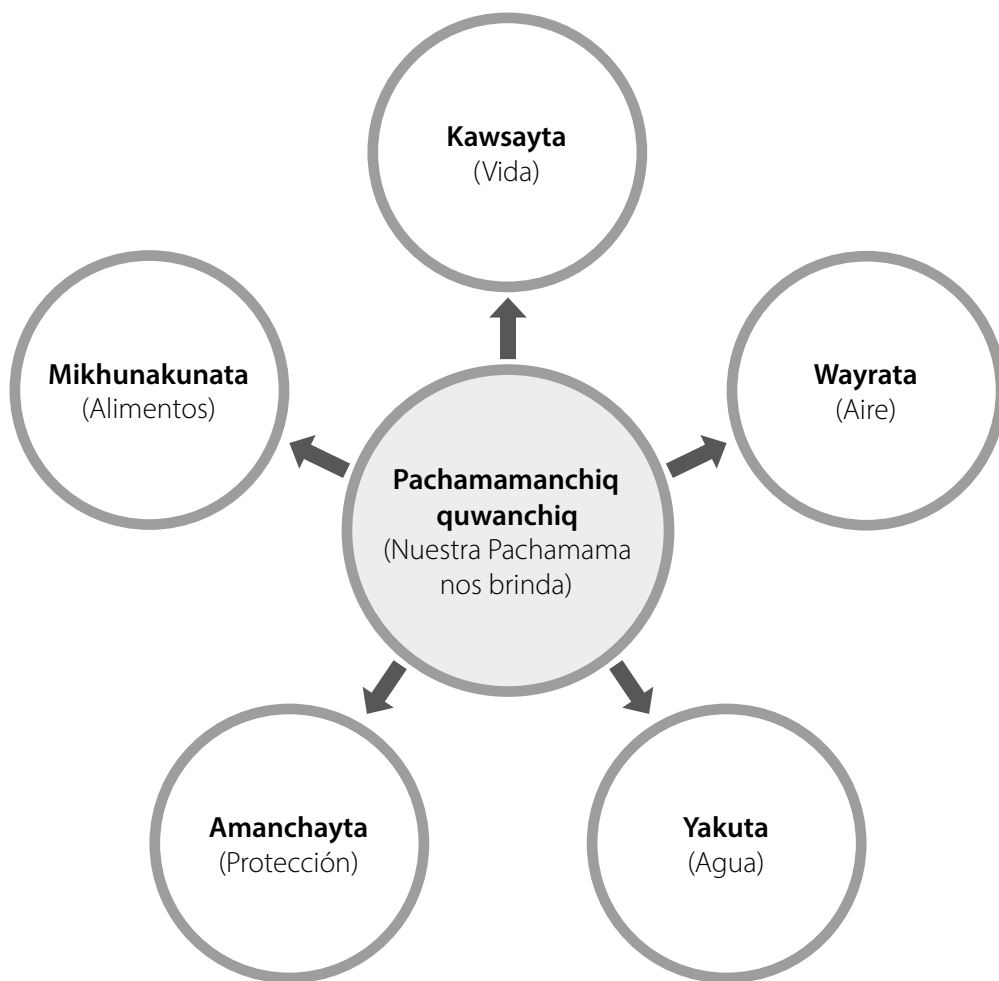 Kawsayta
(Vida)
Mikhunakunata
(Alimentos)
Wayrata
(Aire)
Pachamamanchiq
quwanchiq
(Nuestra Pachamama
nos brinda)
Amanchayta
(Protección)
Yakuta
(Agua)